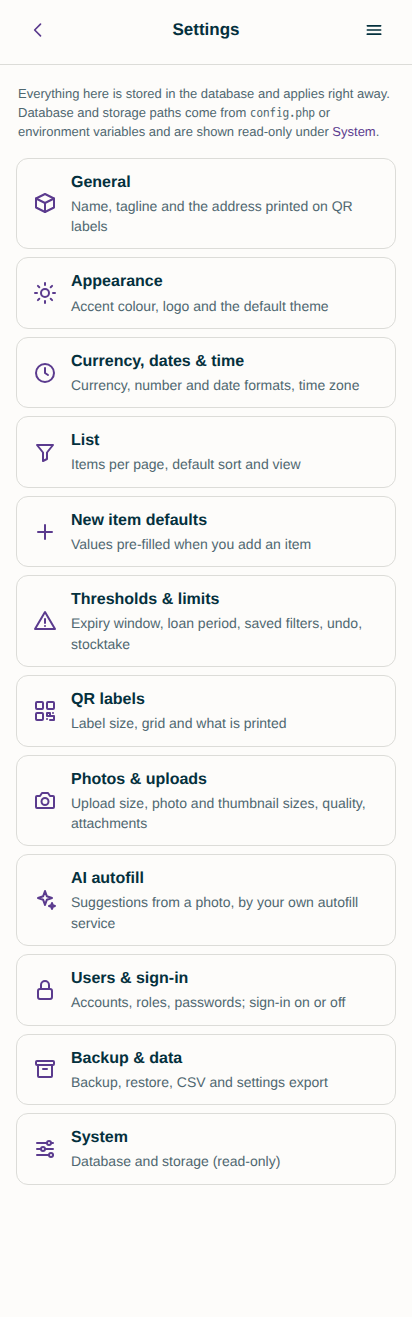 Settings
Everything here is stored in the database and applies right away.
Database and storage paths come from config.php or
environment variables and are shown read-only under System.
General
Name, tagline and the address printed on QR
labels
Appearance
Accent colour, logo and the default theme
Currency, dates & time
Currency, number and date formats, time zone
List
Items per page, default sort and view
New item defaults
Values pre-filled when you add an item
Thresholds & limits
Expiry window, loan period, saved filters, undo,
stocktake
QR labels
Label size, grid and what is printed
Photos & uploads
Upload size, photo and thumbnail sizes, quality,
attachments
AI autofill
Suggestions from a photo, by your own autofill
service
Users & sign-in
Accounts, roles, passwords; sign-in on or off
Backup & data
Backup, restore, CSV and settings export
System
Database and storage (read-only)